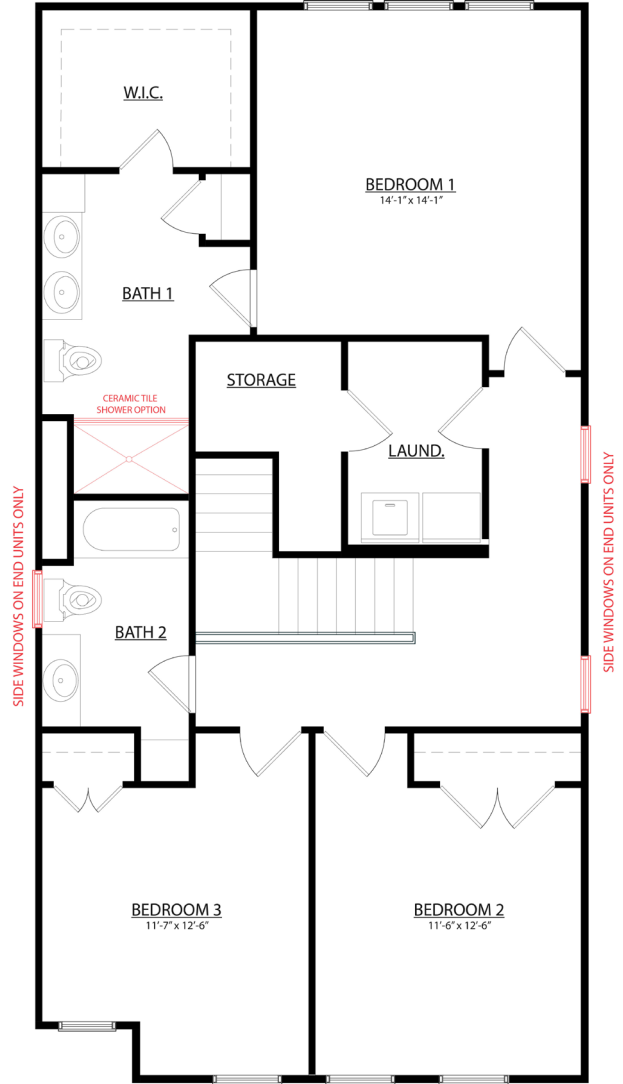 W.I.C.
BEDROOM 1
14'-1" x 14'-1"
BATH 1
STORAGE
CERAMIC TILE
SHOWER OPTION
LAUND.
SIDE WINDOWS ON END UNITS ONLY
SIDE WINDOWS ON END UNITS ONLY
BATH 2
BEDROOM 3
11'-7" x 12'-6"
BEDROOM 2
11'-6" x 12'-6"